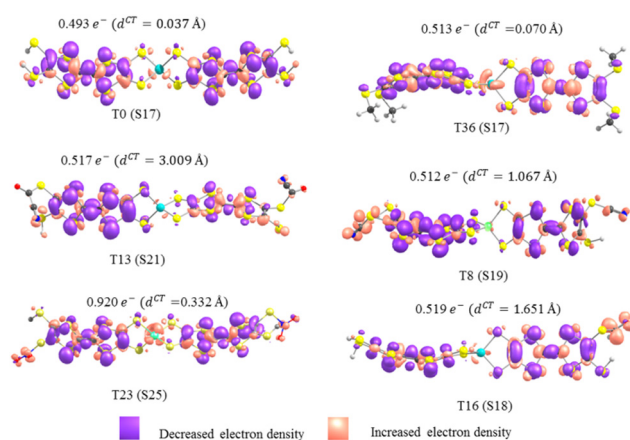 0.493 e⁻ (d^CT = 0.037 Å)
T0 (S17)
0.513 e⁻ (d^CT =0.070 Å)
T36 (S17)
0.517 e⁻ (d^CT = 3.009 Å)
T13 (S21)
0.512 e⁻ (d^CT = 1.067 Å)
T8 (S19)
0.920 e⁻ (d^CT =0.332 Å)
T23 (S25)
0.519 e⁻ (d^CT = 1.651 Å)
T16 (S18)
Decreased electron density
Increased electron density